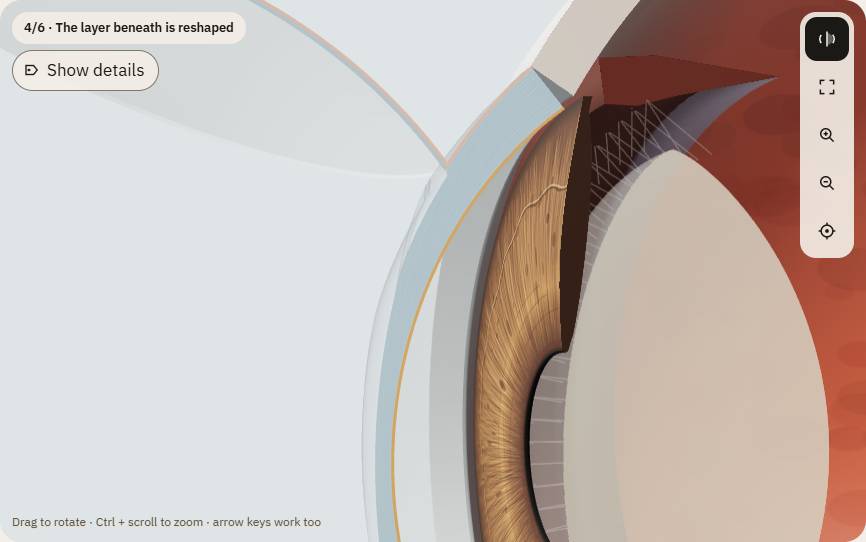 4/6 · The layer beneath is reshaped
Show details
Drag to rotate · Ctrl + scroll to zoom · arrow keys work too